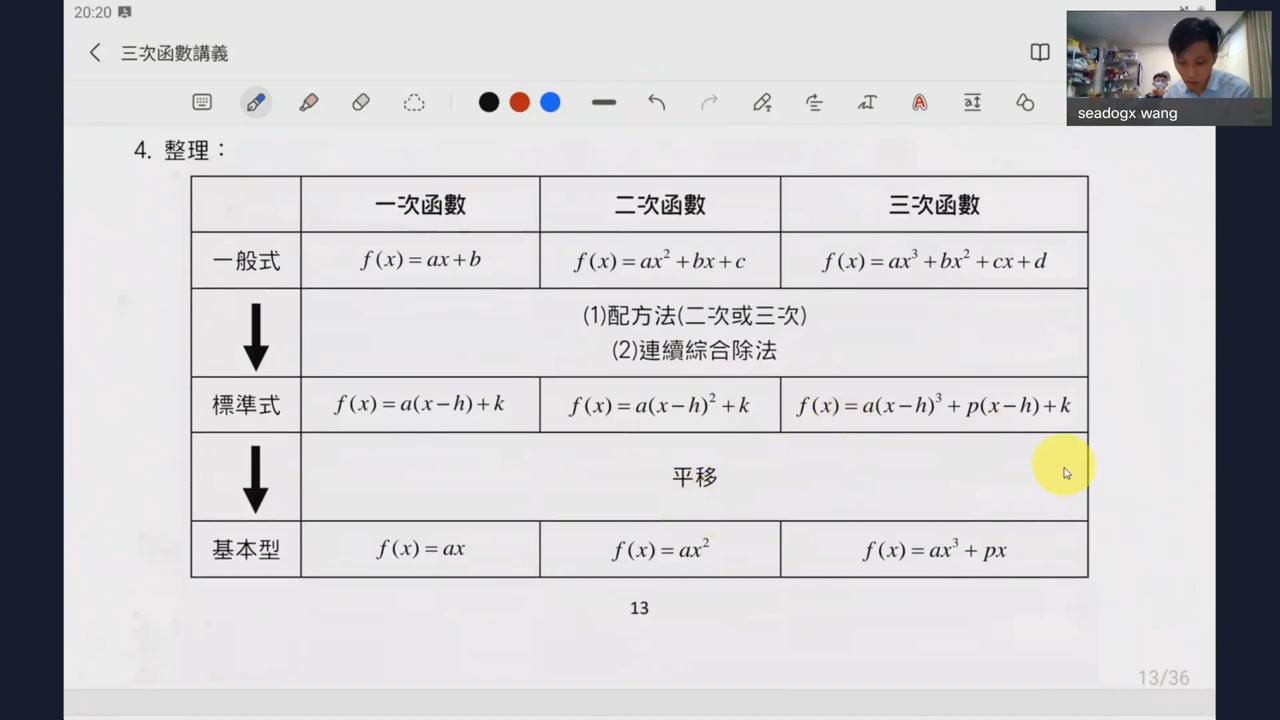 20:20
三次函數講義
seadogx wang
4. 整理：
一次函數 二次函數 三次函數
一般式 f(x)=ax+b f(x)=ax²+bx+c f(x)=ax³+bx²+cx+d
(1)配方法(二次或三次)
(2)連續綜合除法
標準式 f(x)=a(x−h)+k f(x)=a(x−h)²+k f(x)=a(x−h)³+p(x−h)+k
平移
基本型 f(x)=ax f(x)=ax² f(x)=ax³+px
13
13/36